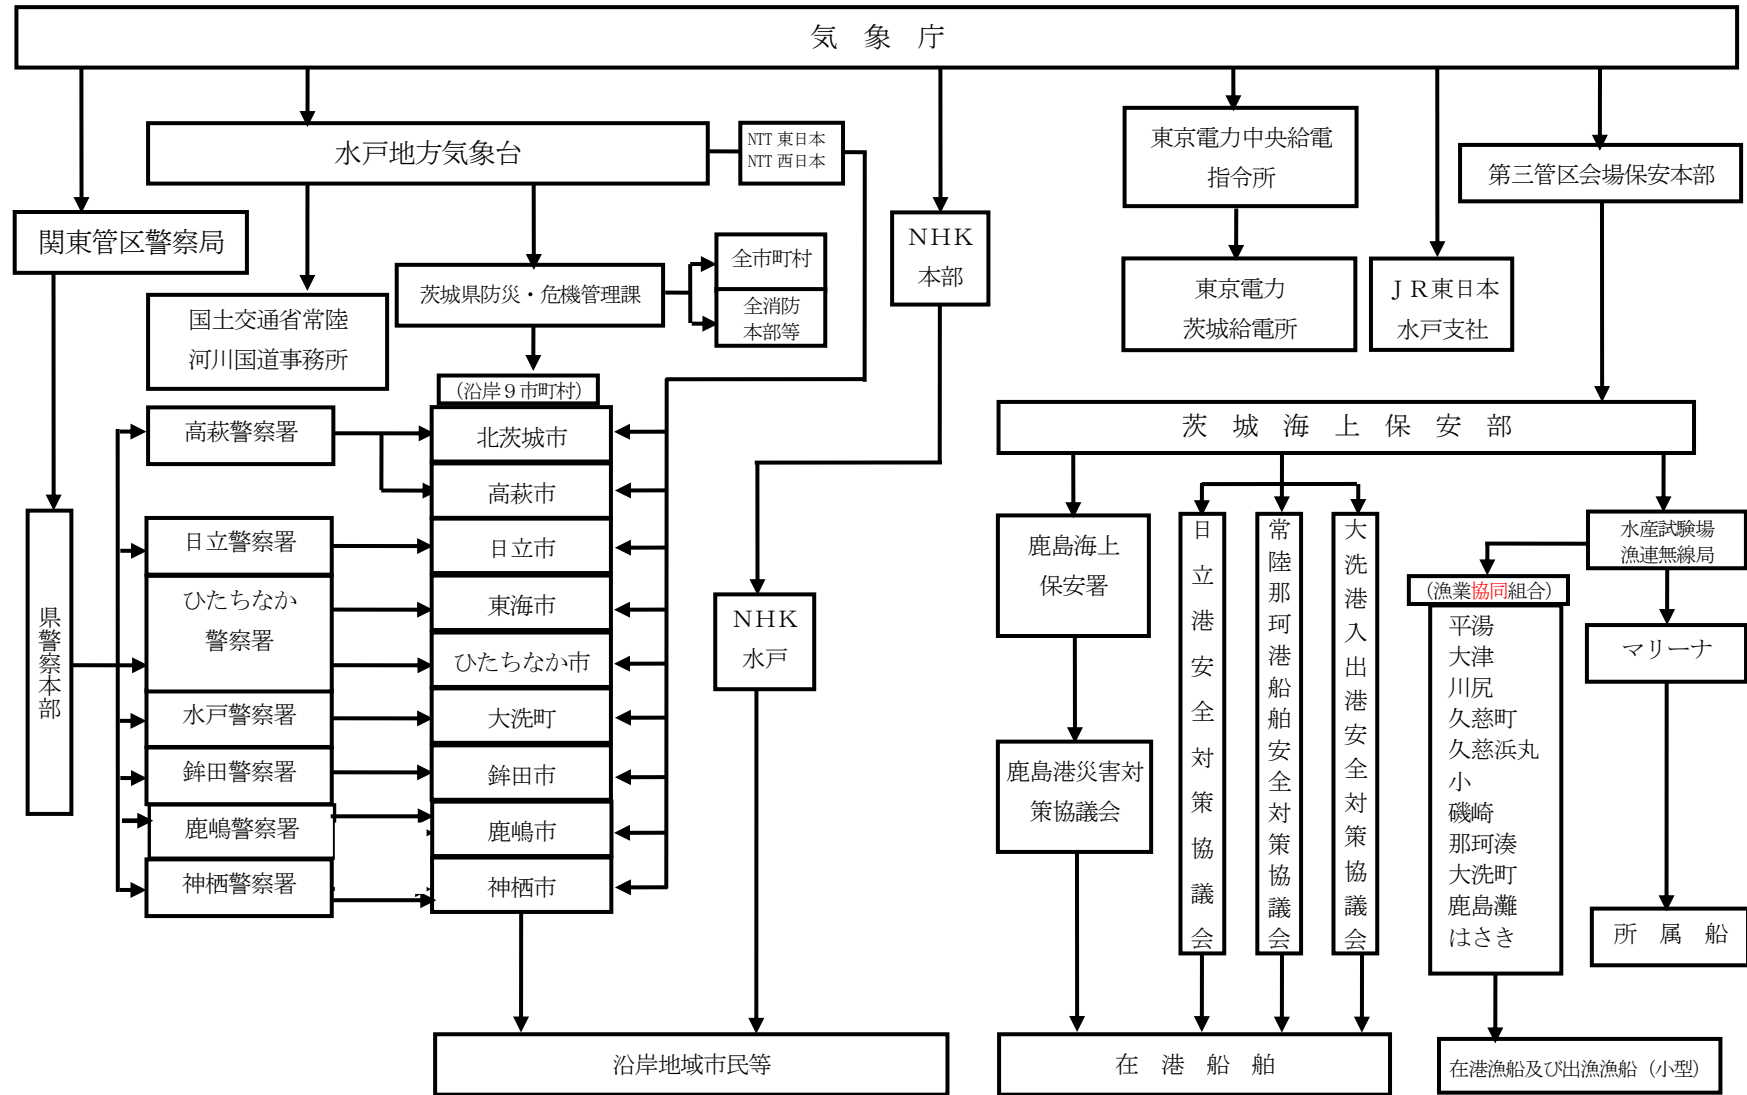 気 象 庁
水戸地方気象台
NTT 東日本
NTT 西日本
東京電力中央給電
指令所
第三管区会場保安本部
関東管区警察局
NHK
本部
全市町村
茨城県防災・危機管理課
全消防
本部等
国土交通省常陸
河川国道事務所
東京電力
茨城給電所
JR東日本
水戸支社
（沿岸９市町村）
高萩警察署
北茨城市
高萩市
日立警察署
日立市
ひたちなか
警察署
東海市
ひたちなか市
県警察本部
水戸警察署
大洗町
鉾田警察署
鉾田市
鹿嶋警察署
鹿嶋市
神栖警察署
神栖市
NHK
水戸
茨 城 海 上 保 安 部
鹿島海上
保安署
日立港安全対策協議会
常陸那珂港船舶安全対策協議会
大洗港入出港安全対策協議会
水産試験場
漁連無線局
（漁業協同組合）
平湯
大津
川尻
久慈町
久慈浜丸
小
磯崎
那珂湊
大洗町
鹿島灘
はさき
マリーナ
鹿島港災害対
策協議会
所 属 船
沿岸地域市民等
在 港 船 舶
在港漁船及び出漁漁船（小型）